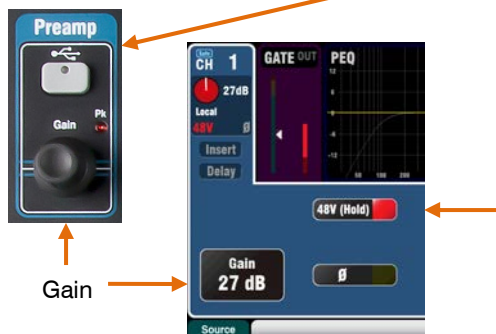 Preamp
Pk
Gain
Gain
Safe
CH 1
27dB
Local
48V Ø
Insert
Delay
GATE OUT PEQ
12
6
-6
-12
50 100 200
48V (Hold)
Gain
27 dB
Ø
Source